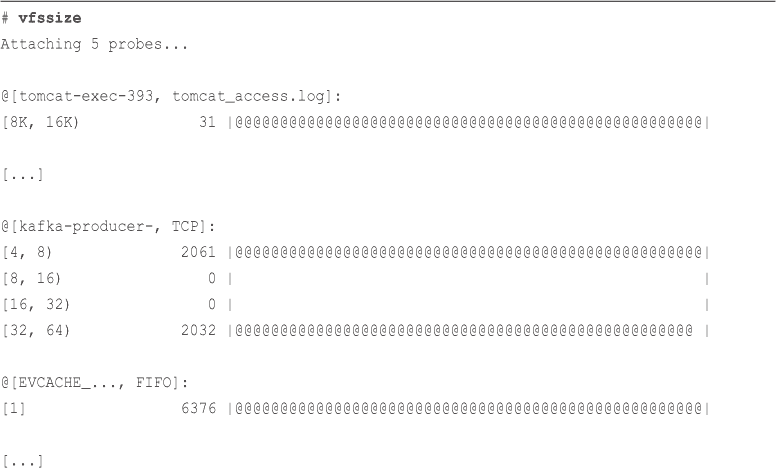 # vfssize
Attaching 5 probes...
@[tomcat-exec-393, tomcat_access.log]:
[8K, 16K) 31 |@@@@@@@@@@@@@@@@@@@@@@@@@@@@@@@@@@@@@@@@@@@@@@@@@@@@|
[...]
@[kafka-producer-, TCP]:
[4, 8) 2061 |@@@@@@@@@@@@@@@@@@@@@@@@@@@@@@@@@@@@@@@@@@@@@@@@@@@@|
[8, 16) 0 | |
[16, 32) 0 | |
[32, 64) 2032 |@@@@@@@@@@@@@@@@@@@@@@@@@@@@@@@@@@@@@@@@@@@@@@@@@@@ |
@[EVCACHE_..., FIFO]:
[1] 6376 |@@@@@@@@@@@@@@@@@@@@@@@@@@@@@@@@@@@@@@@@@@@@@@@@@@@@|
[...]